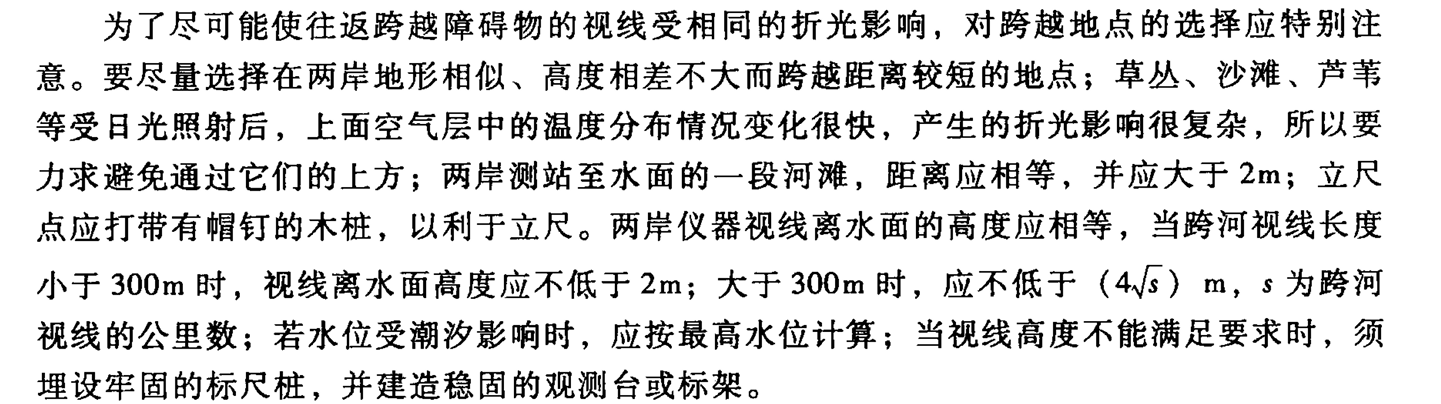 为了尽可能使往返跨越障碍物的视线受相同的折光影响，对跨越地点的选择应特别注
意。要尽量选择在两岸地形相似、高度相差不大而跨越距离较短的地点；草丛、沙滩、芦苇
等受日光照射后，上面空气层中的温度分布情况变化很快，产生的折光影响很复杂，所以要
力求避免通过它们的上方；两岸测站至水面的一段河滩，距离应相等，并应大于 2m；立尺
点应打带有帽钉的木桩，以利于立尺。两岸仪器视线离水面的高度应相等，当跨河视线长度
小于 300m 时，视线离水面高度应不低于 2m；大于 300m 时，应不低于（4√s）m，s 为跨河
视线的公里数；若水位受潮汐影响时，应按最高水位计算；当视线高度不能满足要求时，须
埋设牢固的标尺桩，并建造稳固的观测台或标架。